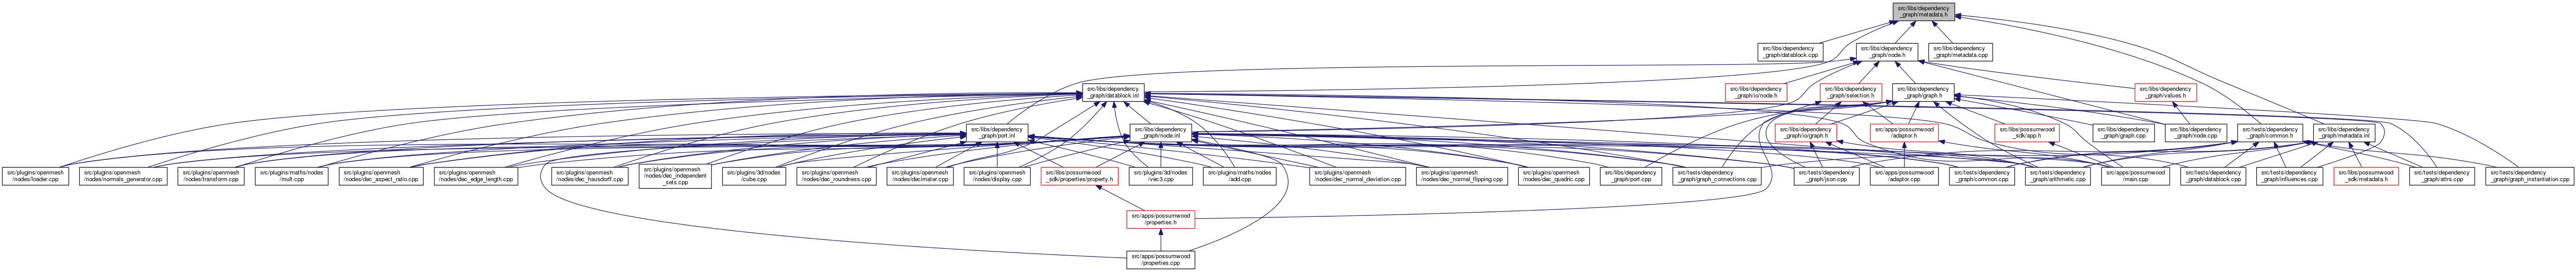 src/libs/dependency
_graph/metadata.h
src/libs/dependency
_graph/datablock.cpp
src/libs/dependency
_graph/node.h
src/libs/dependency
_graph/metadata.cpp
src/libs/dependency
_graph/datablock.inl
src/libs/dependency
_graph/io/node.h
src/libs/dependency
_graph/selection.h
src/libs/dependency
_graph/graph.h
src/libs/dependency
_graph/values.h
src/libs/dependency
_graph/port.inl
src/libs/dependency
_graph/node.inl
src/libs/dependency
_graph/io/graph.h
src/apps/possumwood
/adaptor.h
src/libs/possumwood
_sdk/app.h
src/libs/dependency
_graph/graph.cpp
src/libs/dependency
_graph/node.cpp
src/tests/dependency
_graph/common.h
src/libs/dependency
_graph/metadata.inl
src/plugins/openmesh
/nodes/loader.cpp
src/plugins/openmesh
/nodes/normals_generator.cpp
src/plugins/openmesh
/nodes/transform.cpp
src/plugins/maths/nodes
/mult.cpp
src/plugins/openmesh
/nodes/dec_aspect_ratio.cpp
src/plugins/openmesh
/nodes/dec_edge_length.cpp
src/plugins/openmesh
/nodes/dec_hausdorff.cpp
src/plugins/openmesh
/nodes/dec_independent
_sets.cpp
src/plugins/3d/nodes
/cube.cpp
src/plugins/openmesh
/nodes/dec_roundness.cpp
src/plugins/openmesh
/nodes/decimater.cpp
src/plugins/openmesh
/nodes/display.cpp
src/libs/possumwood
_sdk/properties/property.h
src/plugins/3d/nodes
/vec3.cpp
src/plugins/maths/nodes
/add.cpp
src/plugins/openmesh
/nodes/dec_normal_deviation.cpp
src/plugins/openmesh
/nodes/dec_normal_flipping.cpp
src/plugins/openmesh
/nodes/dec_quadric.cpp
src/libs/dependency
_graph/port.cpp
src/tests/dependency
_graph/graph_connections.cpp
src/tests/dependency
_graph/json.cpp
src/apps/possumwood
/adaptor.cpp
src/tests/dependency
_graph/common.cpp
src/tests/dependency
_graph/arithmetic.cpp
src/apps/possumwood
/main.cpp
src/tests/dependency
_graph/datablock.cpp
src/tests/dependency
_graph/influences.cpp
src/libs/possumwood
_sdk/metadata.h
src/tests/dependency
_graph/attrs.cpp
src/tests/dependency
_graph/graph_instantiation.cpp
src/apps/possumwood
/properties.h
src/apps/possumwood
/properties.cpp